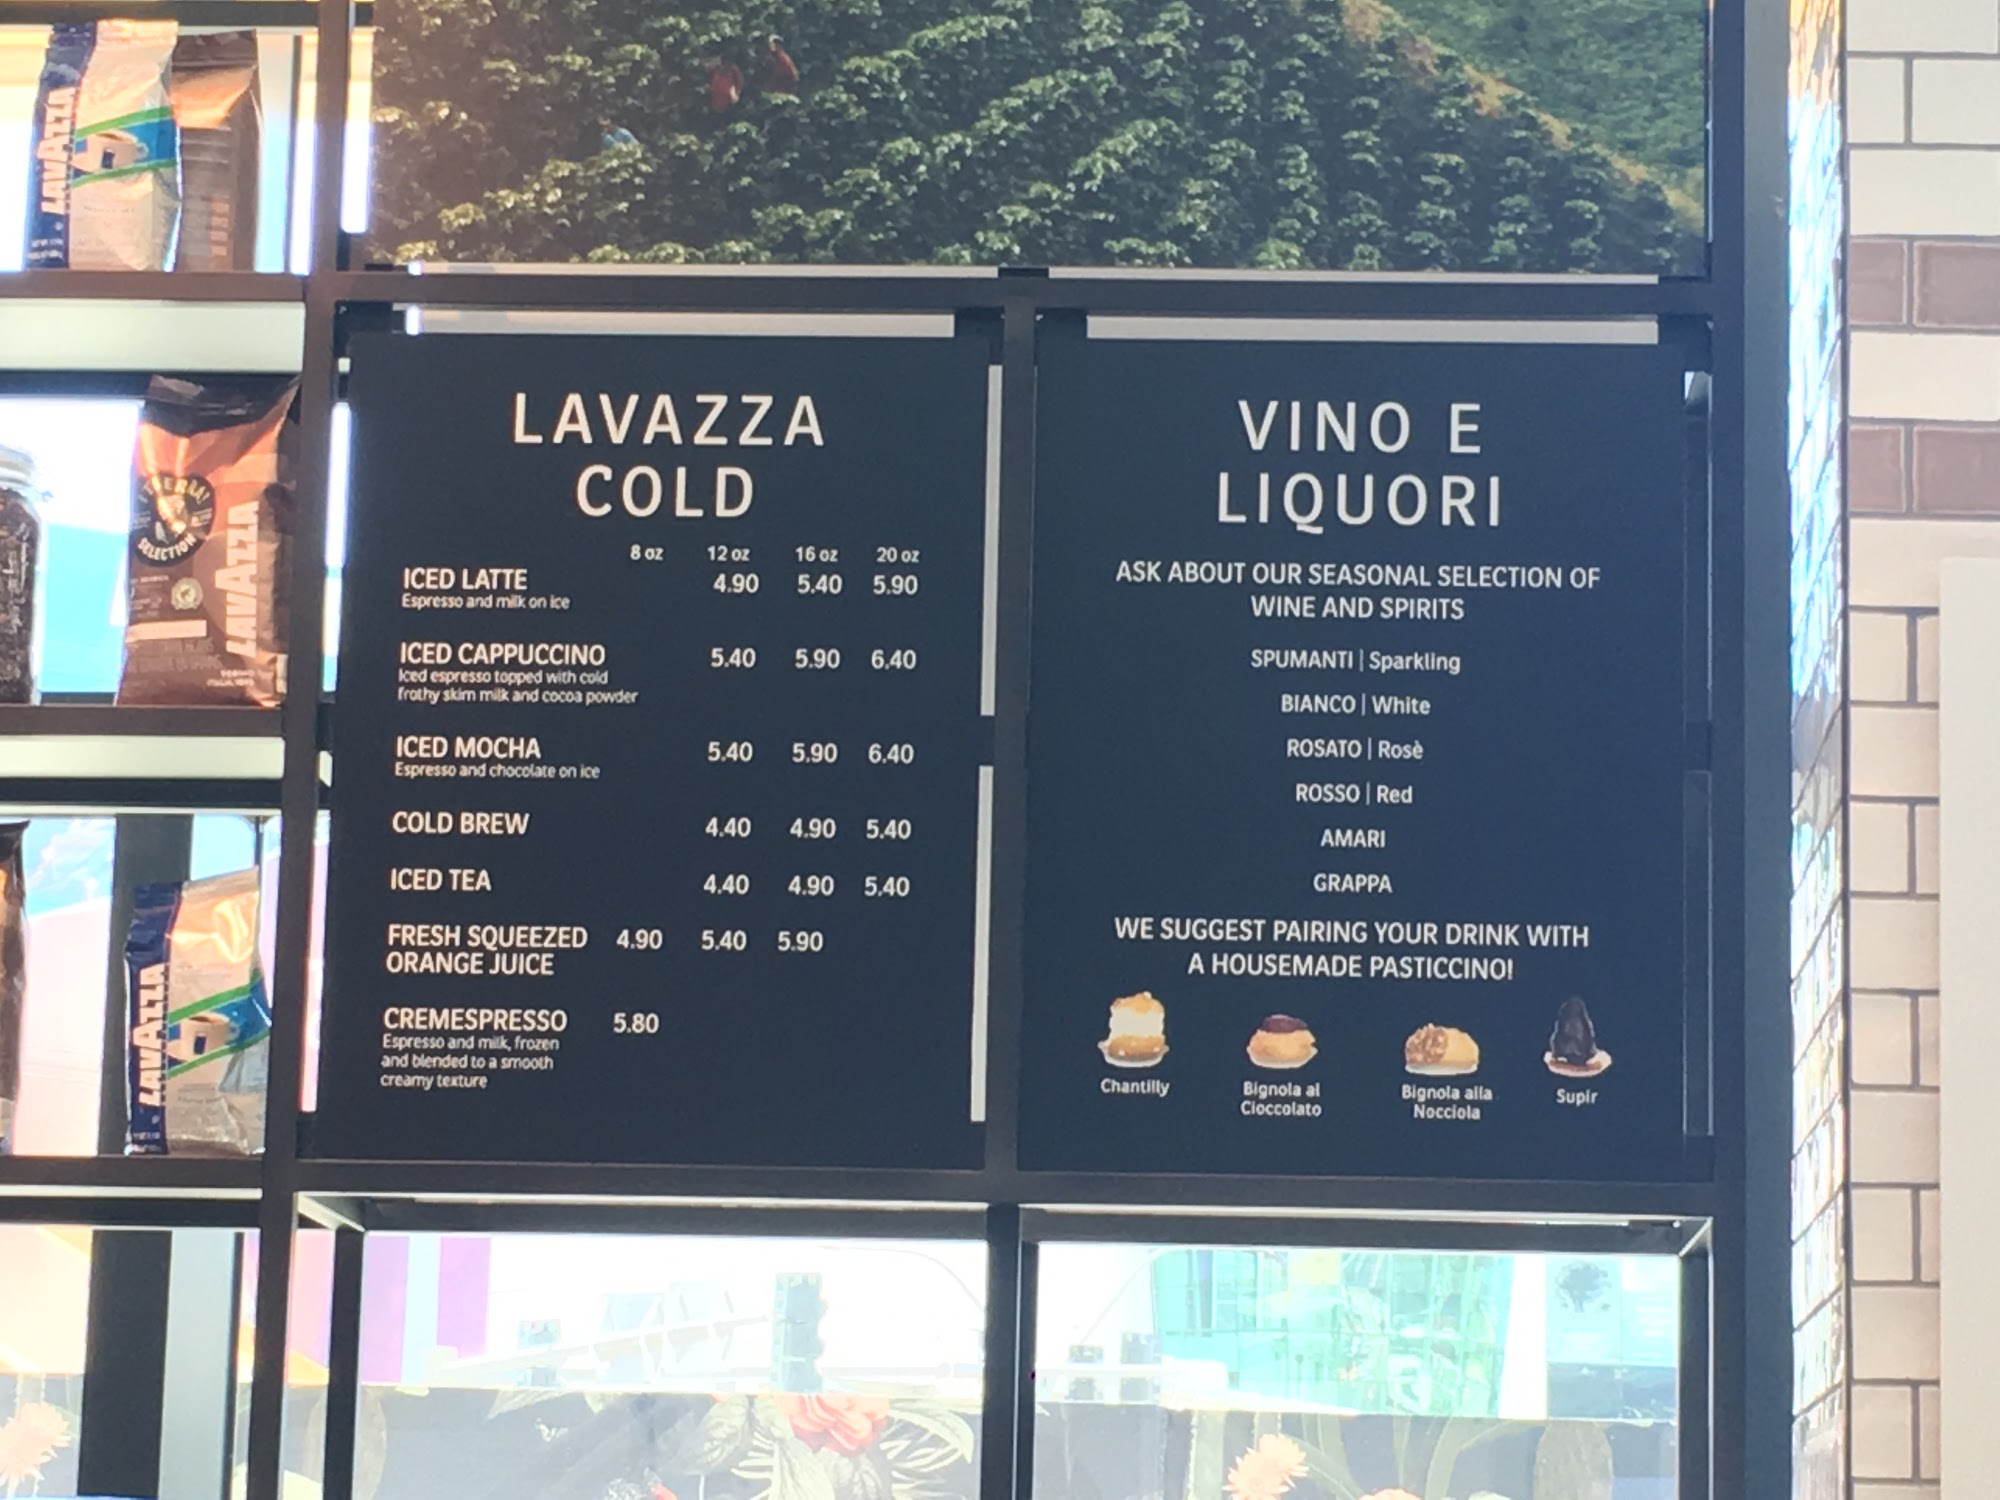 LAVAZZA
LAVAZZA
¡TIERRA!
SELECTION
LAVAZZA
LAVAZZA
LAVAZZA
COLD
8 oz 12 oz 16 oz 20 oz
ICED LATTE 4.90 5.40 5.90
Espresso and milk on ice
ICED CAPPUCCINO 5.40 5.90 6.40
Iced espresso topped with cold
frothy skim milk and cocoa powder
ICED MOCHA 5.40 5.90 6.40
Espresso and chocolate on ice
COLD BREW 4.40 4.90 5.40
ICED TEA 4.40 4.90 5.40
FRESH SQUEEZED 4.90 5.40 5.90
ORANGE JUICE
CREMESPRESSO 5.80
Espresso and milk, frozen
and blended to a smooth
creamy texture
VINO E
LIQUORI
ASK ABOUT OUR SEASONAL SELECTION OF
WINE AND SPIRITS
SPUMANTI | Sparkling
BIANCO | White
ROSATO | Rosè
ROSSO | Red
AMARI
GRAPPA
WE SUGGEST PAIRING YOUR DRINK WITH
A HOUSEMADE PASTICCINO!
Chantilly
Bignola al
Cioccolato
Bignola alla
Nocciola
Supir